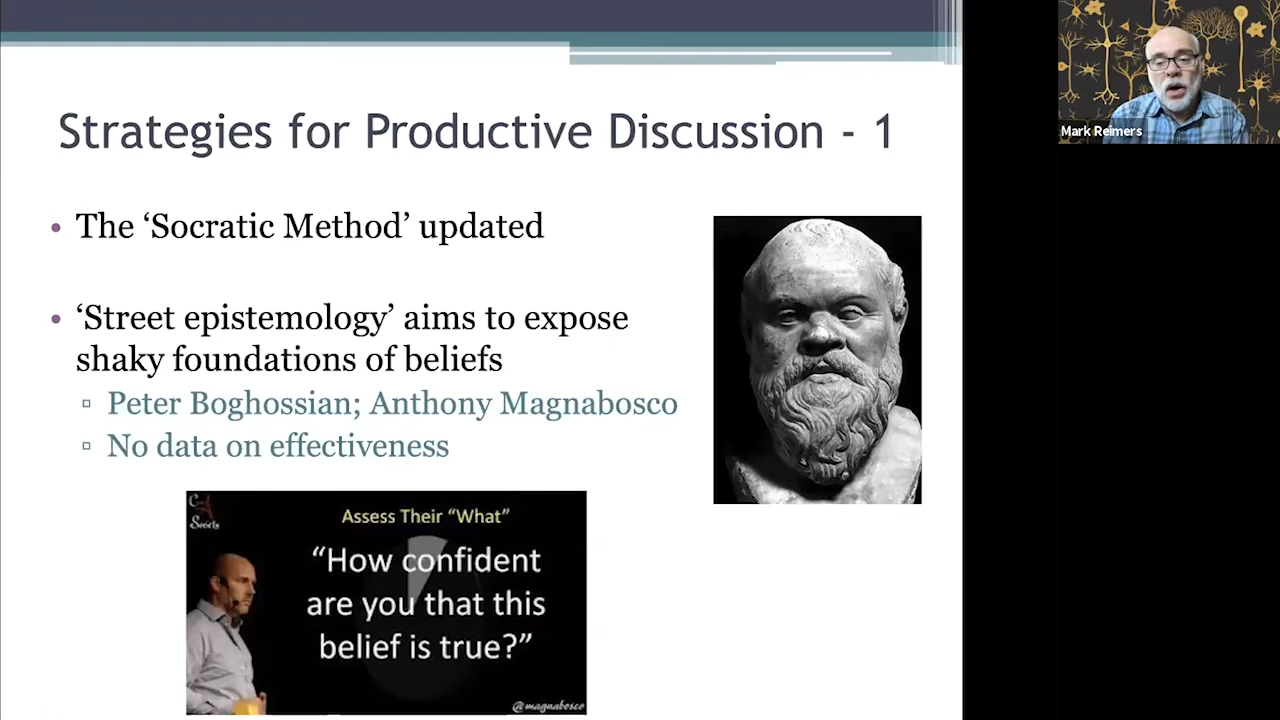 Strategies for Productive Discussion - 1
• The ‘Socratic Method’ updated
• ‘Street epistemology’ aims to expose
shaky foundations of beliefs
▫ Peter Boghossian; Anthony Magnabosco
▫ No data on effectiveness
Assess Their “What”
“How confident
are you that this
belief is true?”
@magnabosco
Mark Reimers